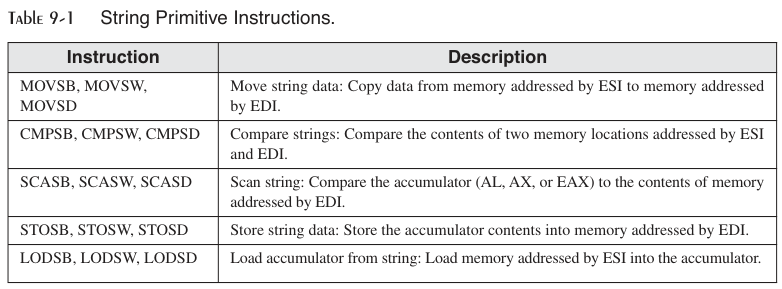 TABLE 9-1 String Primitive Instructions.
Instruction Description
MOVSB, MOVSW, Move string data: Copy data from memory addressed by ESI to memory addressed
MOVSD by EDI.
CMPSB, CMPSW, CMPSD Compare strings: Compare the contents of two memory locations addressed by ESI
and EDI.
SCASB, SCASW, SCASD Scan string: Compare the accumulator (AL, AX, or EAX) to the contents of memory
addressed by EDI.
STOSB, STOSW, STOSD Store string data: Store the accumulator contents into memory addressed by EDI.
LODSB, LODSW, LODSD Load accumulator from string: Load memory addressed by ESI into the accumulator.